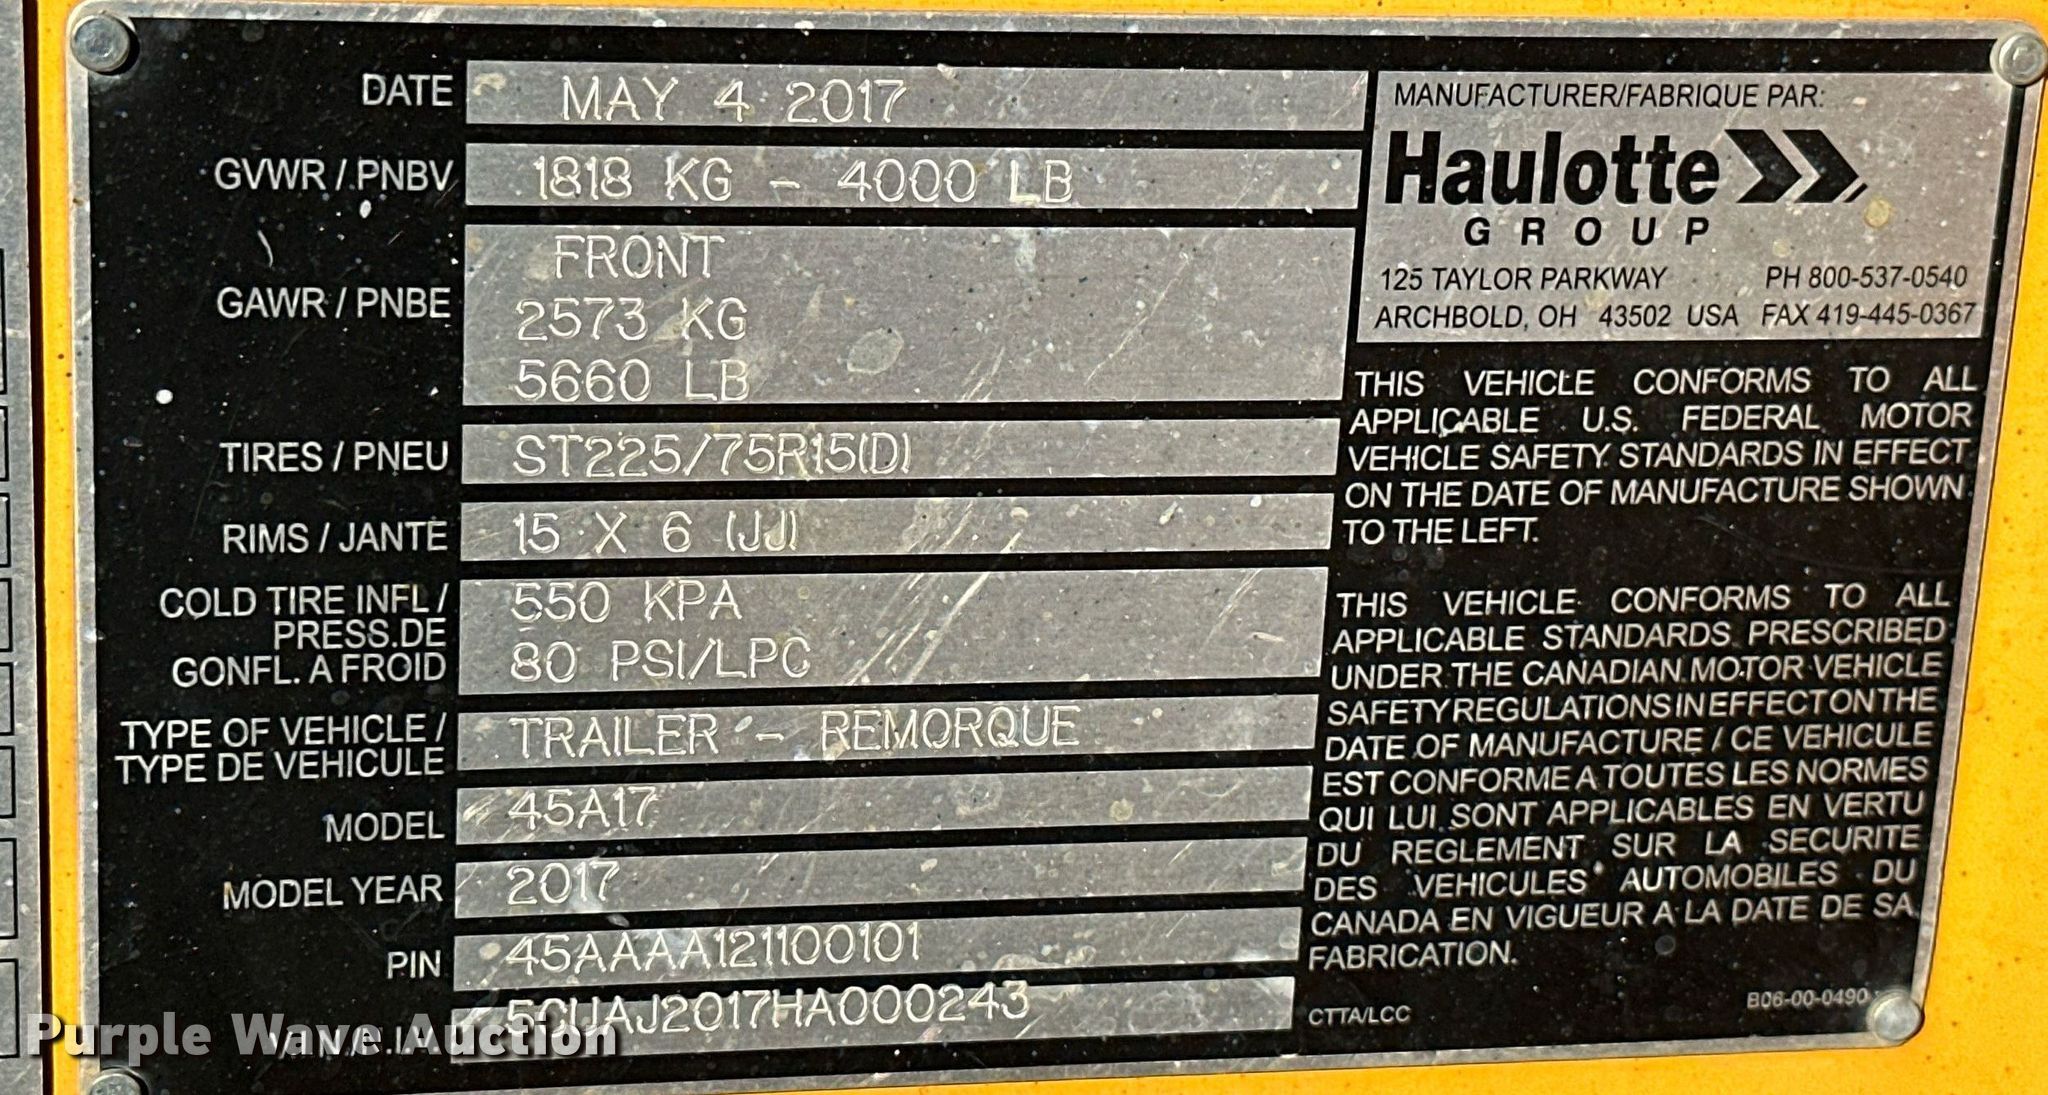 DATE MAY 4 2017
GVWR / PNBV 1818 KG - 4000 LB
GAWR / PNBE FRONT
2573 KG
5660 LB
TIRES / PNEU ST225/75R15(D)
RIMS / JANTE 15 X 6 (JJ)
COLD TIRE INFL / PRESS.DE GONFL. A FROID 550 KPA
80 PSI/LPC
TYPE OF VEHICLE / TYPE DE VEHICULE TRAILER - REMORQUE
MODEL 45A17
MODEL YEAR 2017
PIN 45AAAA121100101
MANUFACTURER/FABRIQUE PAR:
Haulotte
GROUP
125 TAYLOR PARKWAY PH 800-537-0540
ARCHBOLD, OH 43502 USA FAX 419-445-0367
THIS VEHICLE CONFORMS TO ALL
APPLICABLE U.S. FEDERAL MOTOR
VEHICLE SAFETY STANDARDS IN EFFECT
ON THE DATE OF MANUFACTURE SHOWN
TO THE LEFT.
THIS VEHICLE CONFORMS TO ALL
APPLICABLE STANDARDS PRESCRIBED
UNDER THE CANADIAN MOTOR VEHICLE
SAFETY REGULATIONS IN EFFECT ON THE
DATE OF MANUFACTURE / CE VEHICULE
EST CONFORME A TOUTES LES NORMES
QUI LUI SONT APPLICABLES EN VERTU
DU REGLEMENT SUR LA SECURITE
DES VEHICULES AUTOMOBILES DU
CANADA EN VIGUEUR A LA DATE DE SA
FABRICATION.
CTTA/LCC B06-00-0490
Purple Wave Auction